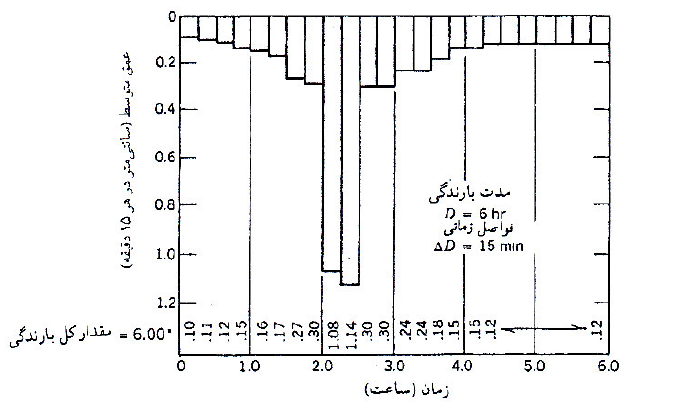 عمق متوسط (سانتی‌متر در هر ۱۵ دقیقه)
0
0.2
0.4
0.6
0.8
1.0
1.2
مدت بارندگی
D = 6 hr
فواصل زمانی
ΔD = 15 min
مقدار کل بارندگی = 6.00"
.10 .11 .12 .15 .16 .17 .27 .30 1.08 1.14 .30 .30 .24 .24 .18 .15 .15 .12 .12
0 1.0 2.0 3.0 4.0 5.0 6.0
زمان (ساعت)